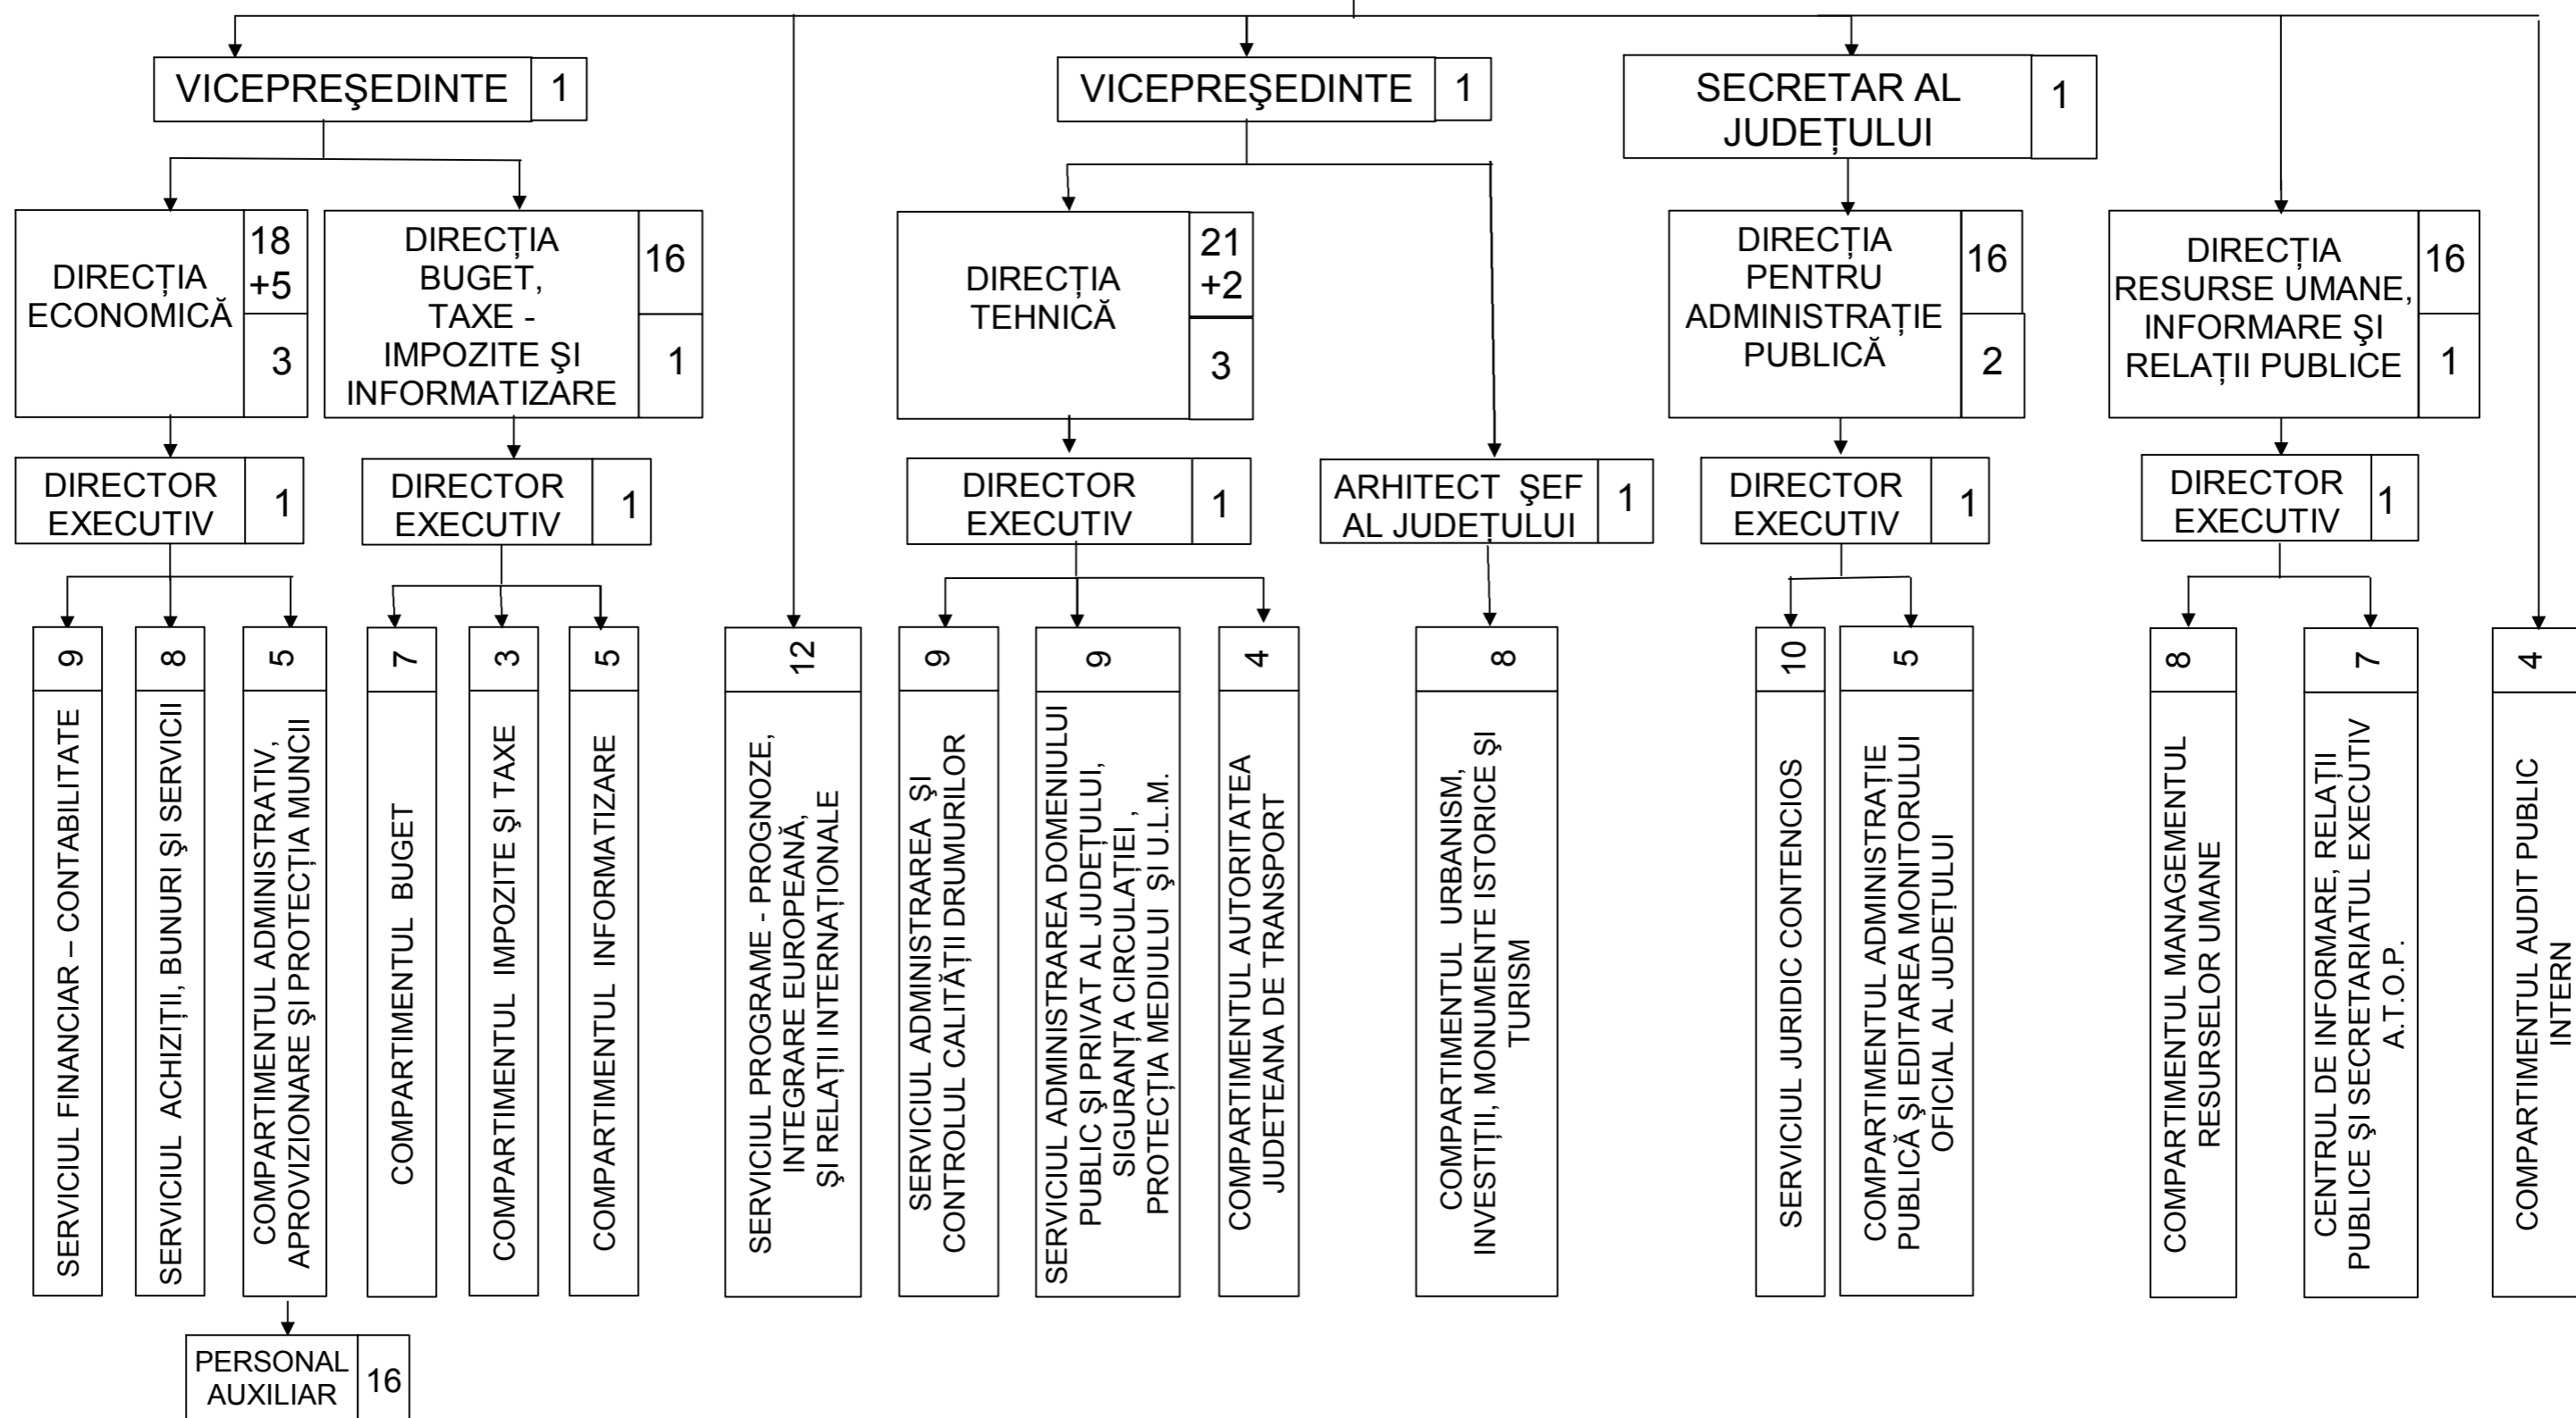 VICEPREŞEDINTE 1
VICEPREŞEDINTE 1
SECRETAR AL
JUDEȚULUI
1
DIRECȚIA
ECONOMICĂ
18
+5
3
DIRECȚIA
BUGET,
TAXE -
IMPOZITE ŞI
INFORMATIZARE
16
1
DIRECȚIA
TEHNICĂ
21
+2
3
DIRECȚIA
PENTRU
ADMINISTRAȚIE
PUBLICĂ
16
2
DIRECȚIA
RESURSE UMANE,
INFORMARE ŞI
RELAȚII PUBLICE
16
1
DIRECTOR
EXECUTIV
1
DIRECTOR
EXECUTIV
1
DIRECTOR
EXECUTIV
1
ARHITECT ŞEF
AL JUDEȚULUI
1
DIRECTOR
EXECUTIV
1
DIRECTOR
EXECUTIV
1
9
SERVICIUL FINANCIAR – CONTABILITATE
8
SERVICIUL ACHIZIȚII, BUNURI ŞI SERVICII
5
COMPARTIMENTUL ADMINISTRATIV,
APROVIZIONARE ŞI PROTECȚIA MUNCII
7
COMPARTIMENTUL BUGET
3
COMPARTIMENTUL IMPOZITE ŞI TAXE
5
COMPARTIMENTUL INFORMATIZARE
12
SERVICIUL PROGRAME - PROGNOZE,
INTEGRARE EUROPEANĂ,
ŞI RELAȚII INTERNAȚIONALE
9
SERVICIUL ADMINISTRAREA ŞI
CONTROLUL CALITĂȚII DRUMURILOR
9
SERVICIUL ADMINISTRAREA DOMENIULUI
PUBLIC ŞI PRIVAT AL JUDEȚULUI,
SIGURANȚA CIRCULAȚIEI ,
PROTECȚIA MEDIULUI ŞI U.L.M.
4
COMPARTIMENTUL AUTORITATEA
JUDETEANA DE TRANSPORT
8
COMPARTIMENTUL URBANISM,
INVESTIȚII, MONUMENTE ISTORICE ŞI
TURISM
10
SERVICIUL JURIDIC CONTENCIOS
5
COMPARTIMENTUL ADMINISTRAȚIE
PUBLICĂ ŞI EDITAREA MONITORULUI
OFICIAL AL JUDEȚULUI
8
COMPARTIMENTUL MANAGEMENTUL
RESURSELOR UMANE
7
CENTRUL DE INFORMARE, RELAȚII
PUBLICE ŞI SECRETARIATUL EXECUTIV
A.T.O.P.
4
COMPARTIMENTUL AUDIT PUBLIC
INTERN
PERSONAL
AUXILIAR
16